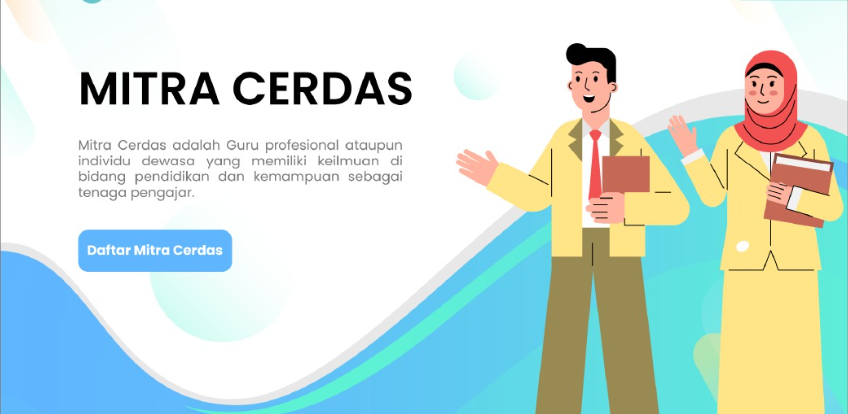 MITRA CERDAS
Mitra Cerdas adalah Guru profesional ataupun
individu dewasa yang memiliki keilmuan di
bidang pendidikan dan kemampuan sebagai
tenaga pengajar.
Daftar Mitra Cerdas